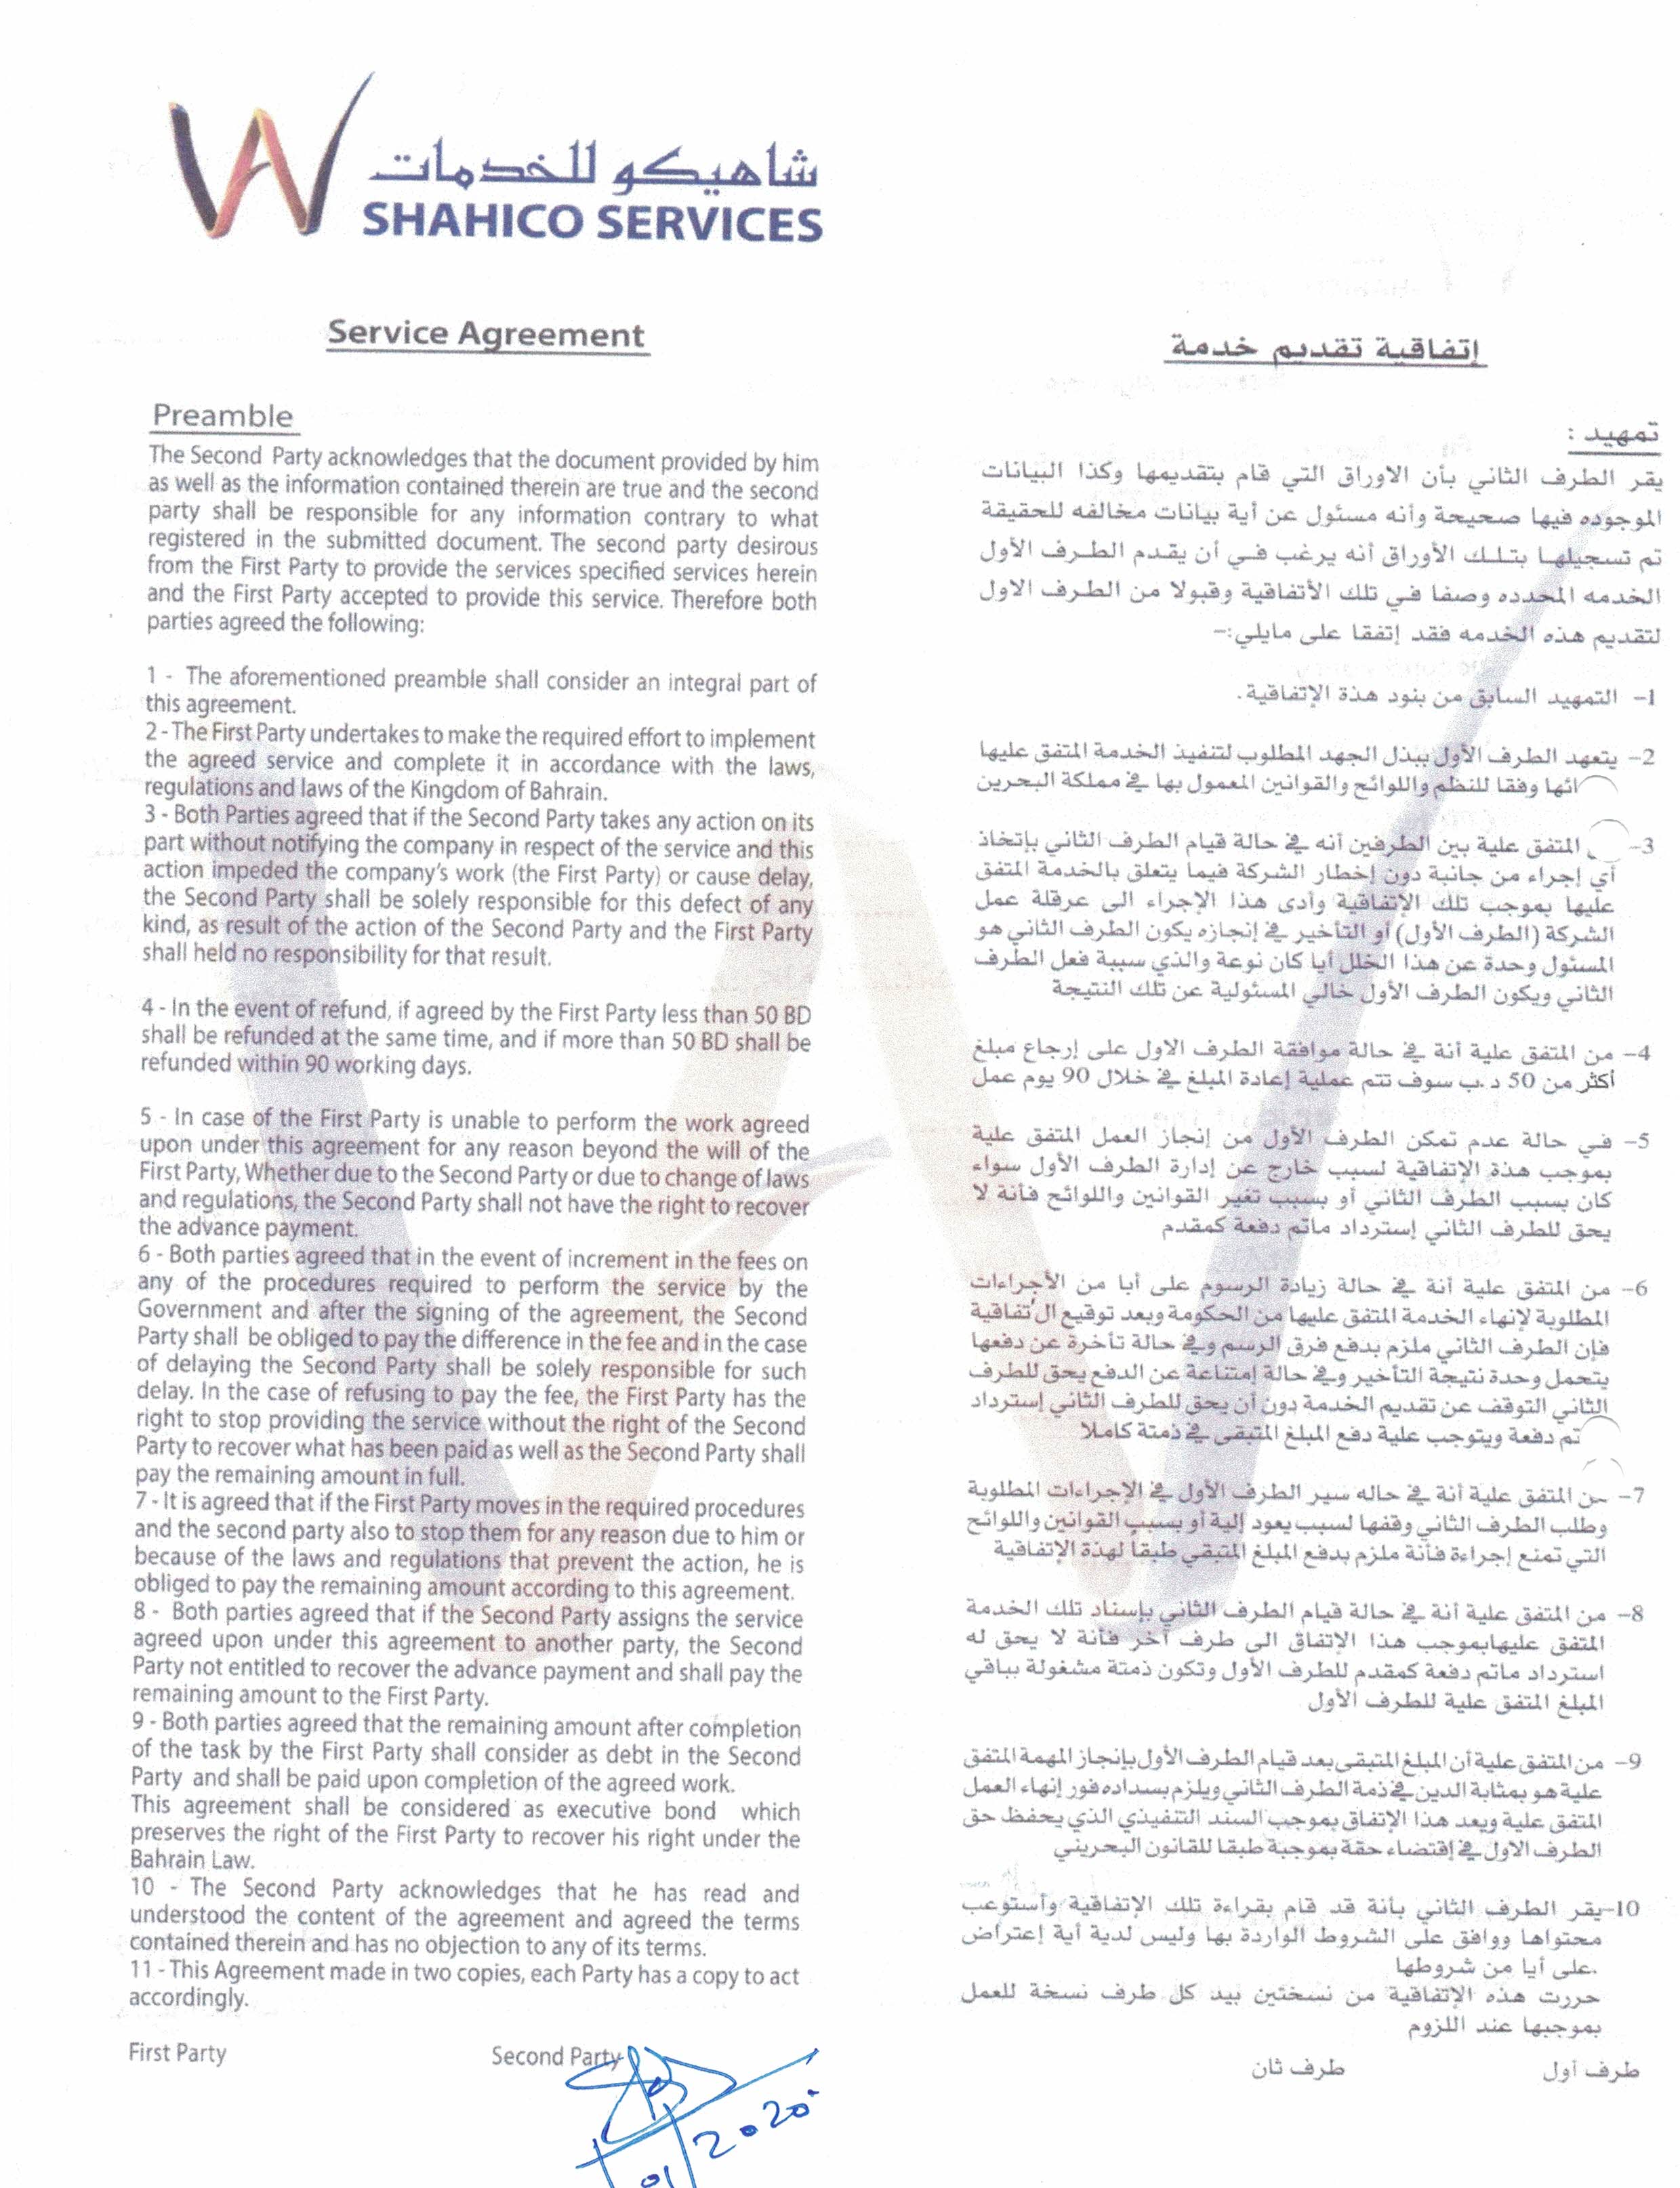 شاهيكو للخدمات
SHAHICO SERVICES
Service Agreement
Preamble
The Second Party acknowledges that the document provided by him
as well as the information contained therein are true and the second
party shall be responsible for any information contrary to what
registered in the submitted document. The second party desirous
from the First Party to provide the services specified services herein
and the First Party accepted to provide this service. Therefore both
parties agreed the following:
1 - The aforementioned preamble shall consider an integral part of
this agreement.
2 - The First Party undertakes to make the required effort to implement
the agreed service and complete it in accordance with the laws,
regulations and laws of the Kingdom of Bahrain.
3 - Both Parties agreed that if the Second Party takes any action on its
part without notifying the company in respect of the service and this
action impeded the company's work (the First Party) or cause delay,
the Second Party shall be solely responsible for this defect of any
kind, as result of the action of the Second Party and the First Party
shall held no responsibility for that result.
4 - In the event of refund, if agreed by the First Party less than 50 BD
shall be refunded at the same time, and if more than 50 BD shall be
refunded within 90 working days.
5 - In case of the First Party is unable to perform the work agreed
upon under this agreement for any reason beyond the will of the
First Party, Whether due to the Second Party or due to change of laws
and regulations, the Second Party shall not have the right to recover
the advance payment.
6 - Both parties agreed that in the event of increment in the fees on
any of the procedures required to perform the service by the
Government and after the signing of the agreement, the Second
Party shall be obliged to pay the difference in the fee and in the case
of delaying the Second Party shall be solely responsible for such
delay. In the case of refusing to pay the fee, the First Party has the
right to stop providing the service without the right of the Second
Party to recover what has been paid as well as the Second Party shall
pay the remaining amount in full.
7 - It is agreed that if the First Party moves in the required procedures
and the second party also to stop them for any reason due to him or
because of the laws and regulations that prevent the action, he is
obliged to pay the remaining amount according to this agreement.
8 - Both parties agreed that if the Second Party assigns the service
agreed upon under this agreement to another party, the Second
Party not entitled to recover the advance payment and shall pay the
remaining amount to the First Party.
9 - Both parties agreed that the remaining amount after completion
of the task by the First Party shall consider as debt in the Second
Party and shall be paid upon completion of the agreed work.
This agreement shall be considered as executive bond which
preserves the right of the First Party to recover his right under the
Bahrain Law.
10 - The Second Party acknowledges that he has read and
understood the content of the agreement and agreed the terms
contained therein and has no objection to any of its terms.
11 - This Agreement made in two copies, each Party has a copy to act
accordingly.
First Party Second Party
01/2020
إتفاقية تقديم خدمة
تمهيد :
يقر الطرف الثاني بأن الاوراق التي قام بتقديمها وكذا البيانات
الموجوده فيها صحيحة وأنه مسئول عن أية بيانات مخالفه للحقيقة
تم تسجيلها بتلك الأوراق أنه يرغب في أن يقدم الطرف الأول
الخدمه المحدده وصفا في تلك الأتفاقية وقبولا من الطرف الاول
لتقديم هذه الخدمه فقد إتفقا على مايلي:-
1- التمهيد السابق من بنود هذة الإتفاقية.
2- يتعهد الطرف الأول ببذل الجهد المطلوب لتنفيذ الخدمة المتفق عليها
ائها وفقا للنظم واللوائح والقوانين المعمول بها في مملكة البحرين
3- المتفق علية بين الطرفين أنه في حالة قيام الطرف الثاني بإتخاذ
آي إجراء من جانبة دون إخطار الشركة فيما يتعلق بالخدمة المتفق
عليها بموجب تلك الإتفاقية وأدى هذا الإجراء الى عرقلة عمل
الشركة (الطرف الأول) أو التأخير في إنجازه يكون الطرف الثاني هو
المسئول وحدة عن هذا الخلل أيا كان نوعة والذي سببة فعل الطرف
الثاني ويكون الطرف الأول خالي المسئولية عن تلك النتيجة
4- من المتفق علية أنة في حالة موافقة الطرف الاول على إرجاع مبلغ
أكثر من 50 د.ب سوف تتم عملية إعادة المبلغ في خلال 90 يوم عمل
5- في حالة عدم تمكن الطرف الأول من إنجاز العمل المتفق علية
بموجب هذة الإتفاقية لسبب خارج عن إدارة الطرف الأول سواء
كان بسبب الطرف الثاني أو بسبب تغير القوانين واللوائح فأنة لا
يحق للطرف الثاني إسترداد ماتم دفعة كمقدم
6- من المتفق علية أنة في حالة زيادة الرسوم على أيا من الأجراءات
المطلوبة لإنهاء الخدمة المتفق عليها من الحكومة وبعد توقيع الُتفاقية
فإن الطرف الثاني ملزم بدفع فرق الرسم وفي حالة تأخرة عن دفعها
يتحمل وحدة نتيجة التأخير وفي حالة إمتناعة عن الدفع يحق للطرف
الثاني التوقف عن تقديم الخدمة دون أن يحق للطرف الثاني إسترداد
تم دفعة ويتوجب علية دفع المبلغ المتبقى في ذمتة كاملا
7- من المتفق علية أنة في حاله سير الطرف الأول في الإجراءات المطلوبة
وطلب الطرف الثاني وقفها لسبب يعود إلية أو بسبب القوانين واللوائح
التي تمنع إجراءة فأنة ملزم بدفع المبلغ المتبقي طبقاً لهذة الإتفاقية
8- من المتفق علية أنة في حالة قيام الطرف الثاني بإسناد تلك الخدمة
المتفق عليهابموجب هذا الإتفاق الى طرف آخر فأنة لا يحق له
استرداد ماتم دفعة كمقدم للطرف الأول وتكون ذمتة مشغولة بباقي
المبلغ المتفق علية للطرف الأول
9- من المتفق علية أن المبلغ المتبقى بعد قيام الطرف الأول بإنجاز المهمة المتفق
علية هو بمثابة الدين في ذمة الطرف الثاني ويلزم بسداده فور إنهاء العمل
المتفق علية ويعد هذا الإتفاق بموجب السند التنفيذي الذي يحفظ حق
الطرف الاول في إقتضاء حقة بموجبة طبقا للقانون البحريني
10-يقر الطرف الثاني بأنة قد قام بقراءة تلك الإتفاقية وأستوعب
محتواها ووافق على الشروط الواردة بها وليس لدية أية إعتراض
.على أيا من شروطها
حررت هذه الإتفاقية من نسختين بيد كل طرف نسخة للعمل
بموجبها عند اللزوم
طرف أول طرف ثان